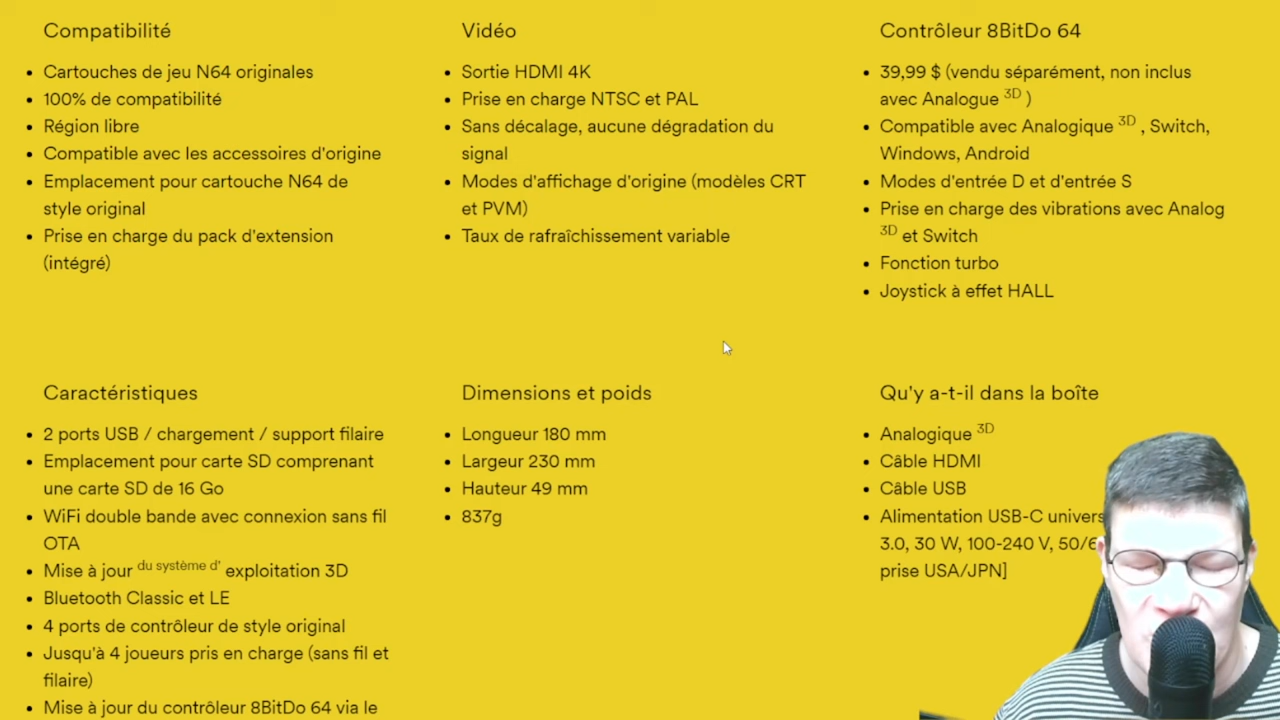 Compatibilité
Cartouches de jeu N64 originales
100% de compatibilité
Région libre
Compatible avec les accessoires d'origine
Emplacement pour cartouche N64 de
style original
Prise en charge du pack d'extension
(intégré)
Vidéo
Sortie HDMI 4K
Prise en charge NTSC et PAL
Sans décalage, aucune dégradation du
signal
Modes d'affichage d'origine (modèles CRT
et PVM)
Taux de rafraîchissement variable
Contrôleur 8BitDo 64
39,99 $ (vendu séparément, non inclus
avec Analogue 3D )
Compatible avec Analogique 3D , Switch,
Windows, Android
Modes d'entrée D et d'entrée S
Prise en charge des vibrations avec Analog
3D et Switch
Fonction turbo
Joystick à effet HALL
Caractéristiques
2 ports USB / chargement / support filaire
Emplacement pour carte SD comprenant
une carte SD de 16 Go
WiFi double bande avec connexion sans fil
OTA
Mise à jour du système d' exploitation 3D
Bluetooth Classic et LE
4 ports de contrôleur de style original
Jusqu'à 4 joueurs pris en charge (sans fil et
filaire)
Mise à jour du contrôleur 8BitDo 64 via le
Dimensions et poids
Longueur 180 mm
Largeur 230 mm
Hauteur 49 mm
837g
Qu'y a-t-il dans la boîte
Analogique 3D
Câble HDMI
Câble USB
Alimentation USB-C univers
3.0, 30 W, 100-240 V, 50/6
prise USA/JPN]